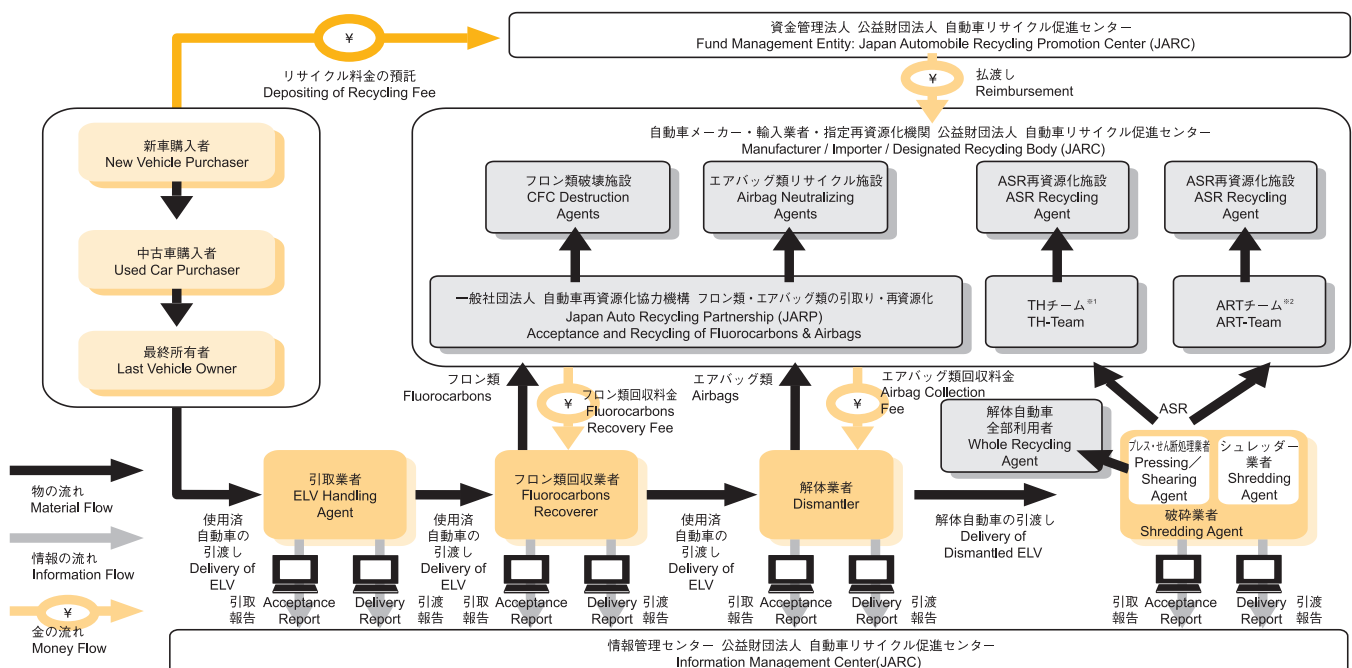 資金管理法人 公益財団法人 自動車リサイクル促進センター
Fund Management Entity: Japan Automobile Recycling Promotion Center (JARC)
¥
リサイクル料金の預託
Depositing of Recycling Fee
¥
払渡し
Reimbursement
新車購入者
New Vehicle Purchaser
中古車購入者
Used Car Purchaser
最終所有者
Last Vehicle Owner
自動車メーカー・輸入業者・指定再資源化機関 公益財団法人 自動車リサイクル促進センター
Manufacturer / Importer / Designated Recycling Body (JARC)
フロン類破壊施設
CFC Destruction
Agents
エアバッグ類リサイクル施設
Airbag Neutralizing
Agents
ASR再資源化施設
ASR Recycling
Agent
ASR再資源化施設
ASR Recycling
Agent
一般社団法人 自動車再資源化協力機構 フロン類・エアバッグ類の引取り・再資源化
Japan Auto Recycling Partnership (JARP)
Acceptance and Recycling of Fluorocarbons & Airbags
THチーム※1
TH-Team
ARTチーム※2
ART-Team
フロン類
Fluorocarbons
¥
フロン類回収料金
Fluorocarbons
Recovery Fee
エアバッグ類
Airbags
¥
エアバッグ類回収料金
Airbag Collection
Fee
ASR
解体自動車
全部利用者
Whole Recycling
Agent
プレス・せん断処理業者
Pressing／
Shearing
Agent
シュレッダー
業者
Shredding
Agent
破砕業者
Shredding Agent
引取業者
ELV Handling
Agent
フロン類回収業者
Fluorocarbons
Recoverer
解体業者
Dismantler
物の流れ
Material Flow
情報の流れ
Information Flow
¥
金の流れ
Money Flow
使用済
自動車の
引渡し
Delivery of
ELV
使用済
自動車の
引渡し
Delivery of
ELV
使用済
自動車の
引渡し
Delivery of
ELV
解体自動車の引渡し
Delivery of
Dismantled ELV
引取
報告
Acceptance
Report
Delivery
Report
引渡
報告
引取
報告
Acceptance
Report
Delivery
Report
引渡
報告
引取
報告
Acceptance
Report
Delivery
Report
引渡
報告
引取
報告
Acceptance
Report
Delivery
Report
引渡
報告
情報管理センター 公益財団法人 自動車リサイクル促進センター
Information Management Center(JARC)